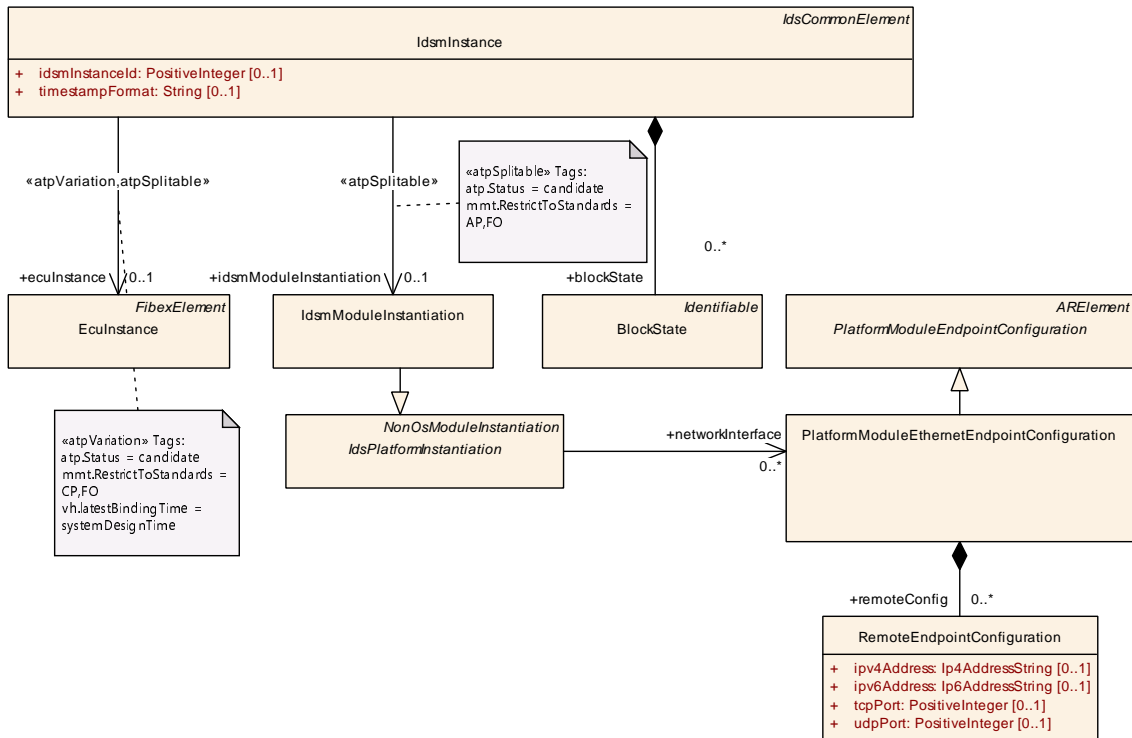 IdsCommonElement
IdsmInstance
+ idsmInstanceId: PositiveInteger [0..1]
+ timestampFormat: String [0..1]
«atpVariation,atpSplitable»
«atpSplitable»
«atpSplitable» Tags:
atp.Status = candidate
mmt.RestrictToStandards =
AP,FO
0..*
+ecuInstance
0..1
+idsmModuleInstantiation
0..1
+blockState
FibexElement
EcuInstance
IdsmModuleInstantiation
Identifiable
BlockState
ARElement
PlatformModuleEndpointConfiguration
«atpVariation» Tags:
atp.Status = candidate
mmt.RestrictToStandards =
CP,FO
vh.latestBindingTime =
systemDesignTime
NonOsModuleInstantiation
IdsPlatformInstantiation
+networkInterface
0..*
PlatformModuleEthernetEndpointConfiguration
+remoteConfig
0..*
RemoteEndpointConfiguration
+ ipv4Address: Ip4AddressString [0..1]
+ ipv6Address: Ip6AddressString [0..1]
+ tcpPort: PositiveInteger [0..1]
+ udpPort: PositiveInteger [0..1]